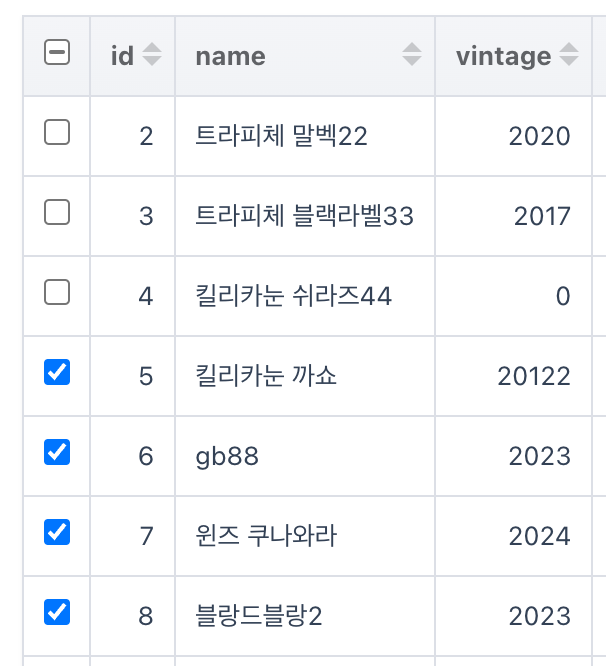 id name vintage
2 트라피체 말벡22 2020
3 트라피체 블랙라벨33 2017
4 킬리카눈 쉬라즈44 0
5 킬리카눈 까쇼 20122
6 gb88 2023
7 윈즈 쿠나와라 2024
8 블랑드블랑2 2023